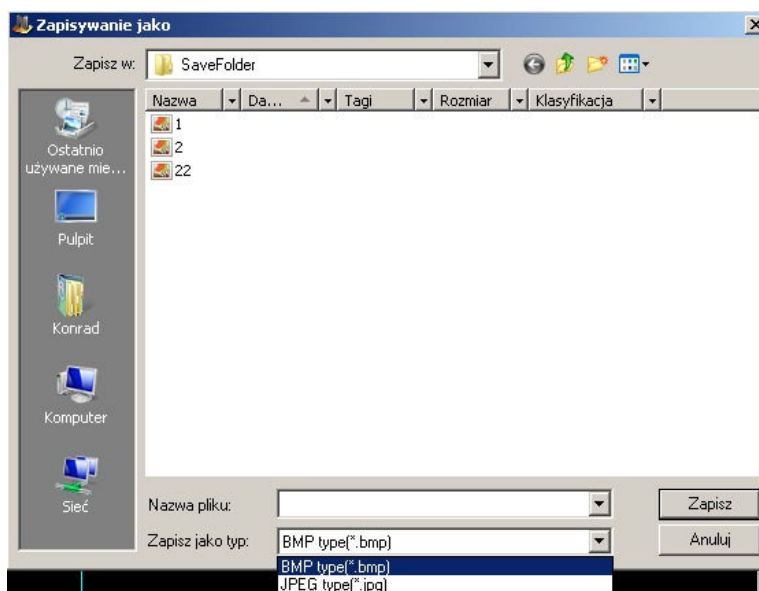 Zapisywanie jako
Zapisz w: SaveFolder
Nazwa Da... Tagi Rozmiar Klasyfikacja
1
2
22
Ostatnio
używane mie...
Pulpit
Konrad
Komputer
Sieć
Nazwa pliku: Zapisz
Zapisz jako typ: BMP type(*.bmp) Anuluj
BMP type(*.bmp)
JPEG type(*.jpg)